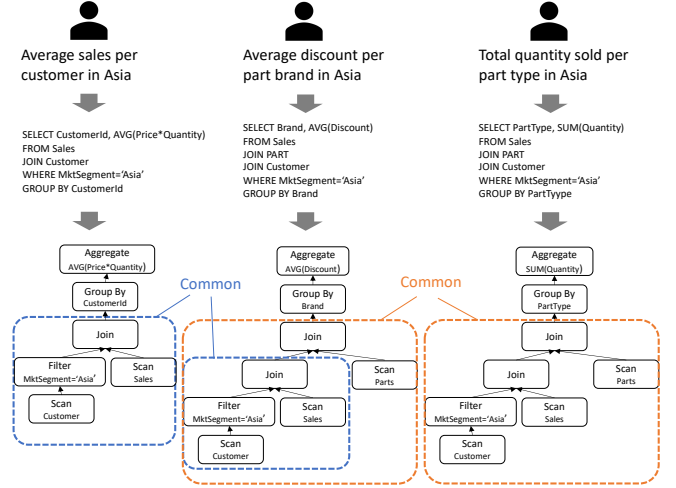 Average sales per
customer in Asia
Average discount per
part brand in Asia
Total quantity sold per
part type in Asia
SELECT CustomerId, AVG(Price*Quantity)
FROM Sales
JOIN Customer
WHERE MktSegment='Asia'
GROUP BY CustomerId
SELECT Brand, AVG(Discount)
FROM Sales
JOIN PART
JOIN Customer
WHERE MktSegment='Asia'
GROUP BY Brand
SELECT PartType, SUM(Quantity)
FROM Sales
JOIN PART
JOIN Customer
WHERE MktSegment='Asia'
GROUP BY PartTyype
Aggregate
AVG(Price*Quantity)
Group By
CustomerId
Join
Filter
MktSegment='Asia'
Scan
Sales
Scan
Customer
Common
Aggregate
AVG(Discount)
Group By
Brand
Join
Scan
Parts
Join
Filter
MktSegment='Asia'
Scan
Sales
Scan
Customer
Common
Aggregate
SUM(Quantity)
Group By
PartType
Join
Scan
Parts
Join
Filter
MktSegment='Asia'
Scan
Sales
Scan
Customer